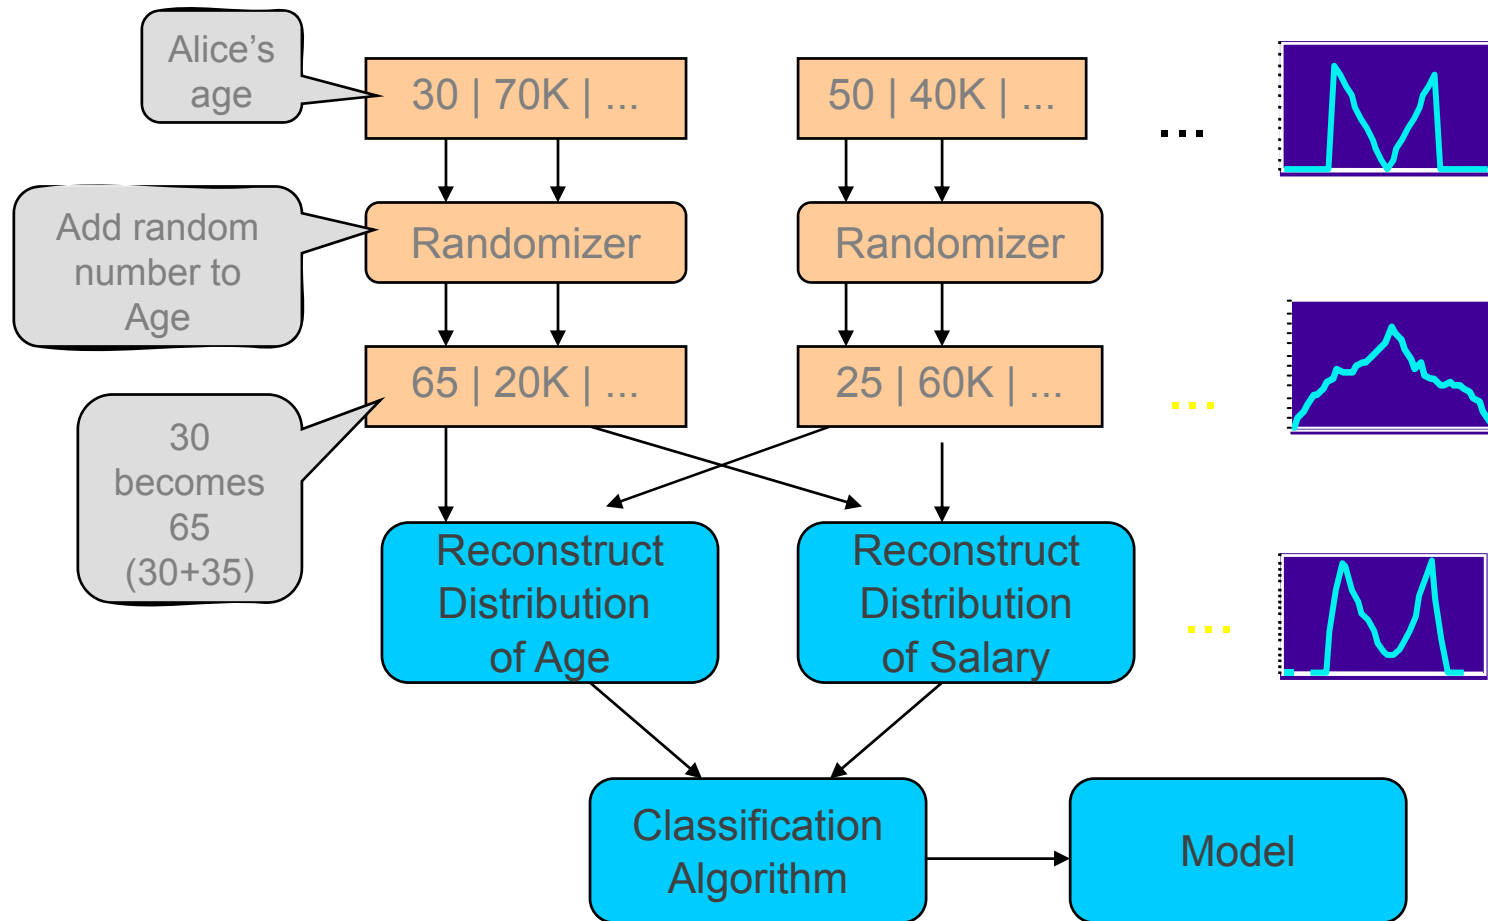 Alice’s
age
30 | 70K | ...
50 | 40K | ...
...
Add random
number to
Age
Randomizer
Randomizer
65 | 20K | ...
25 | 60K | ...
...
30
becomes
65
(30+35)
Reconstruct
Distribution
of Age
Reconstruct
Distribution
of Salary
...
Classification
Algorithm
Model